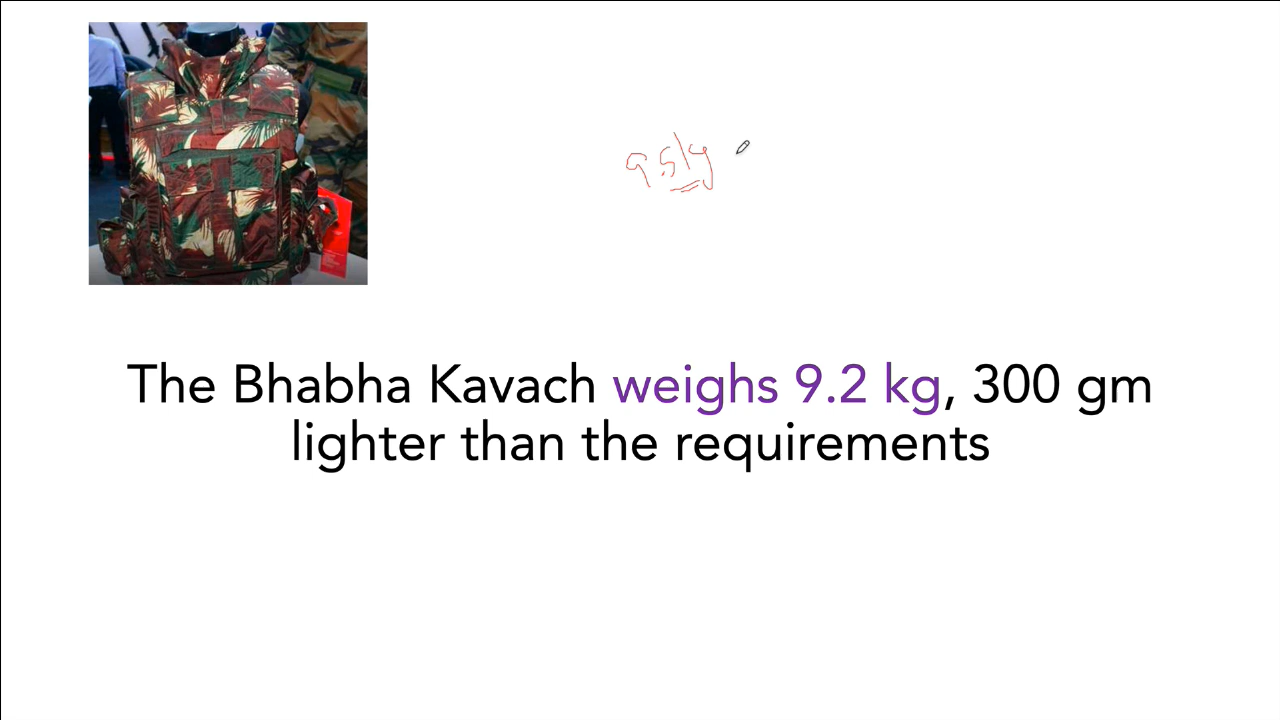 9.5kg
The Bhabha Kavach weighs 9.2 kg, 300 gm
lighter than the requirements